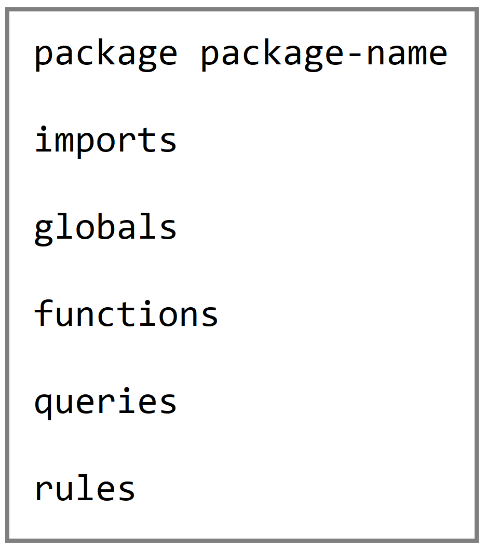 package package-name
imports
globals
functions
queries
rules